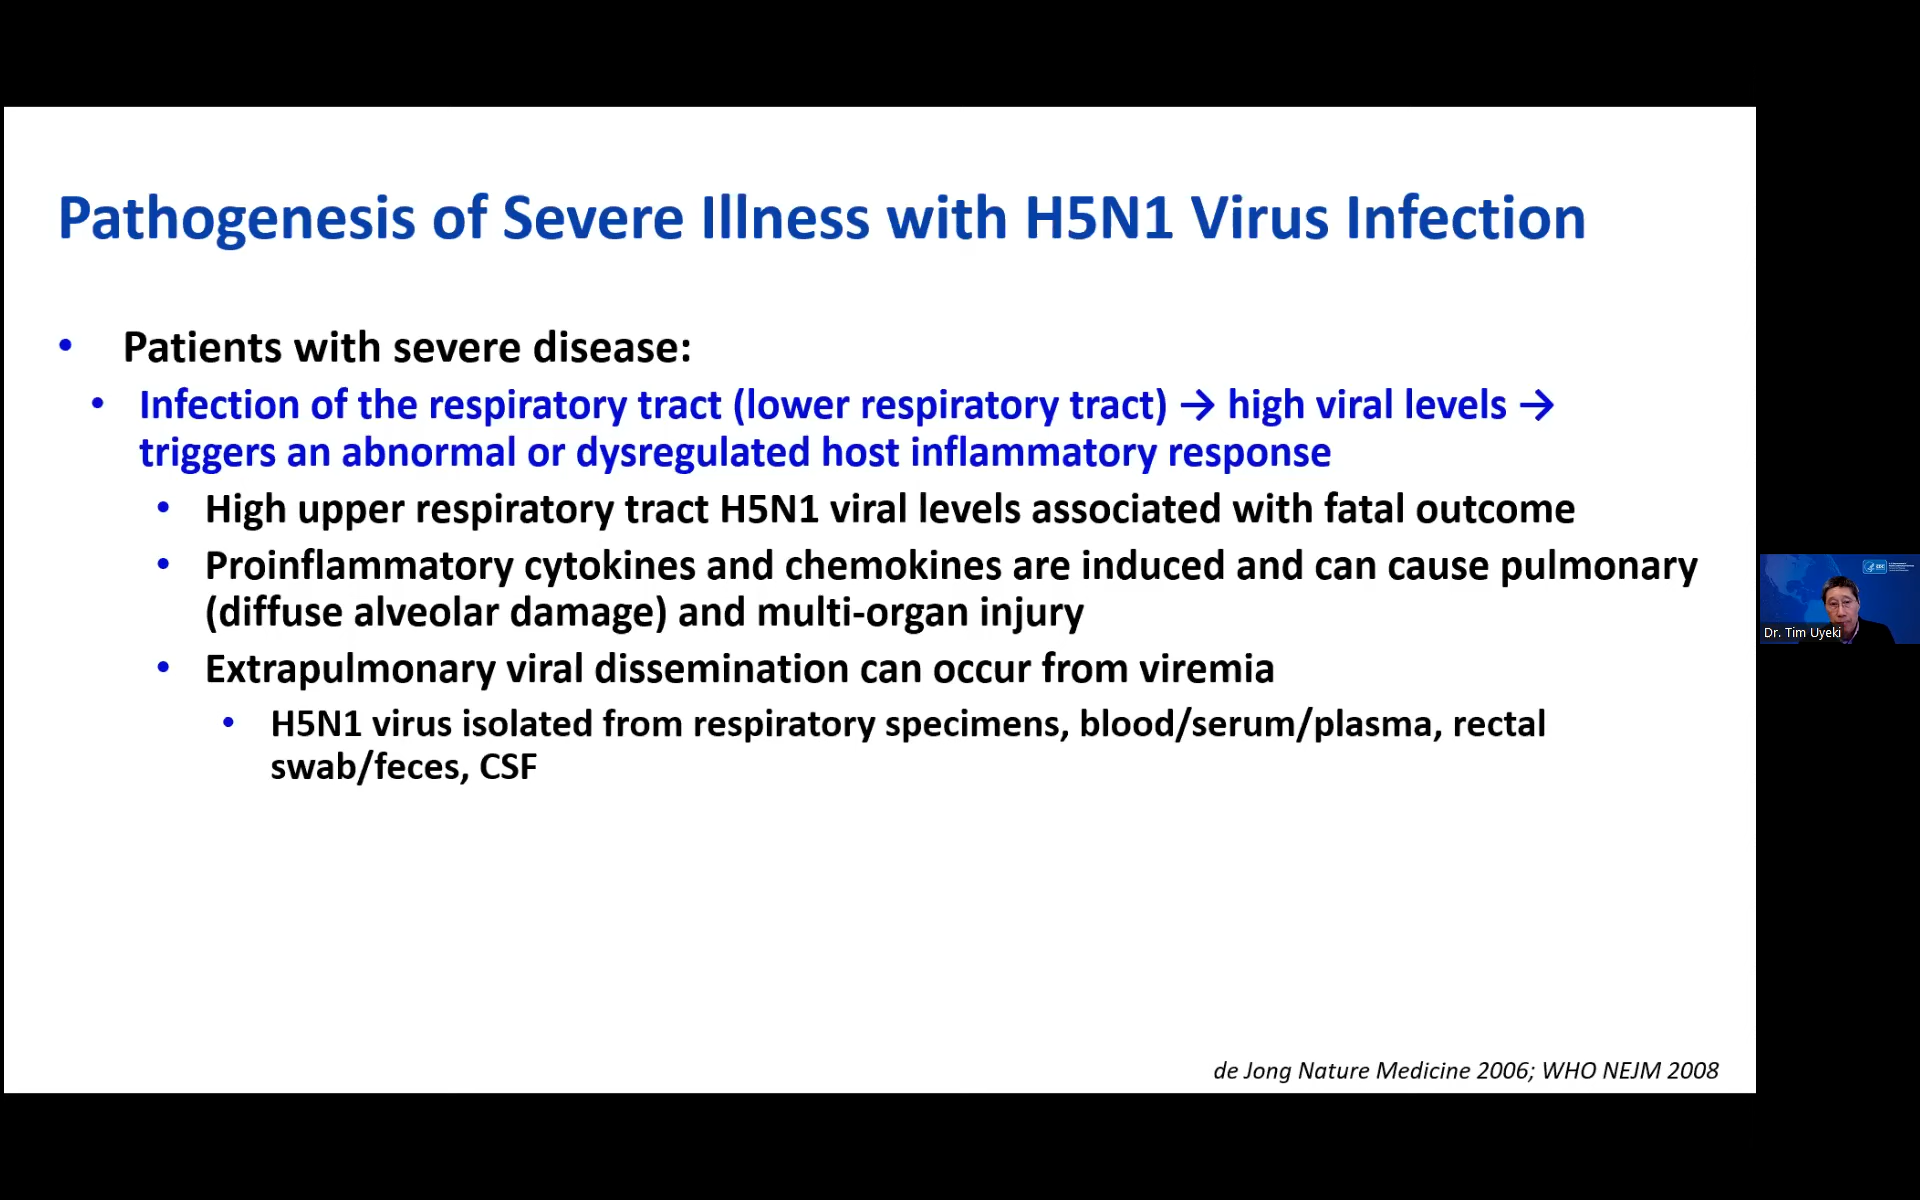 Pathogenesis of Severe Illness with H5N1 Virus Infection
• Patients with severe disease:
• Infection of the respiratory tract (lower respiratory tract) → high viral levels →
triggers an abnormal or dysregulated host inflammatory response
• High upper respiratory tract H5N1 viral levels associated with fatal outcome
• Proinflammatory cytokines and chemokines are induced and can cause pulmonary
(diffuse alveolar damage) and multi-organ injury
• Extrapulmonary viral dissemination can occur from viremia
• H5N1 virus isolated from respiratory specimens, blood/serum/plasma, rectal
swab/feces, CSF
de Jong Nature Medicine 2006; WHO NEJM 2008
CDC
Dr. Tim Uyeki